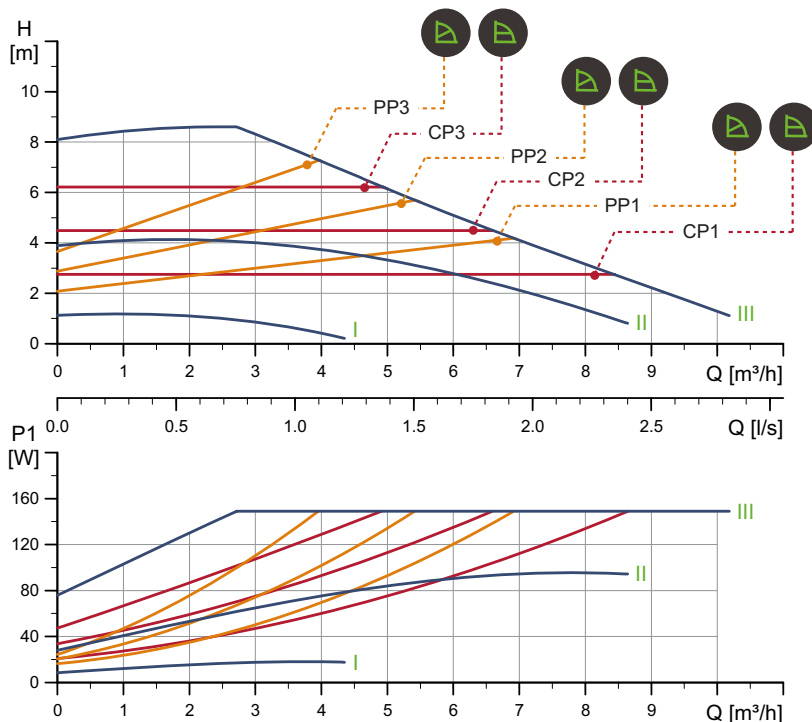 H
[m]
10
8
6
4
2
0
PP3
CP3
PP2
CP2
PP1
CP1
I
II
III
0 1 2 3 4 5 6 7 8 9 Q [m³/h]
0.0 0.5 1.0 1.5 2.0 2.5 Q [l/s]
P1
[W]
160
120
80
40
0
III
II
I
0 1 2 3 4 5 6 7 8 9 Q [m³/h]